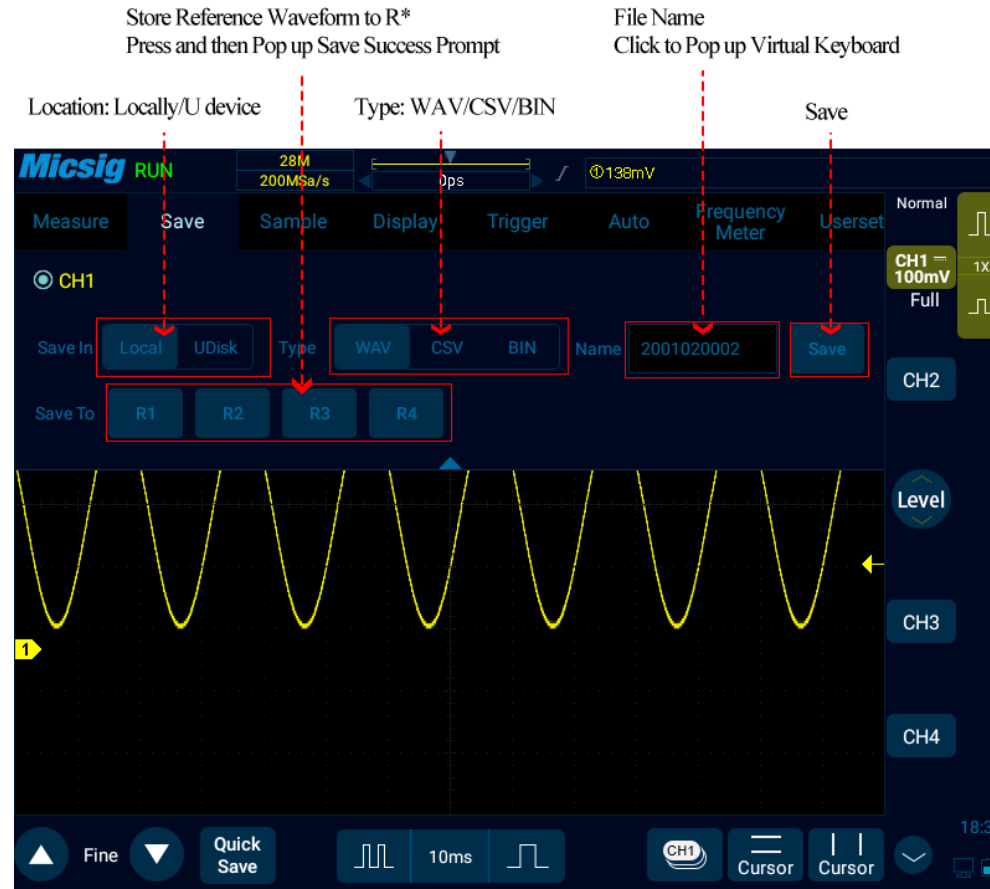 Store Reference Waveform to R*
Press and then Pop up Save Success Prompt
File Name
Click to Pop up Virtual Keyboard
Location: Locally/U device
Type: WAV/CSV/BIN
Save
Micsig RUN
28M
200MSa/s
0ps
①138mV
Measure Save Sample Display Trigger Auto Frequency Meter Userset
Normal
CH1
CH1
100mV
1X
Full
Save In Local UDisk Type WAV CSV BIN Name 2001020002 Save
CH2
Save To R1 R2 R3 R4
Level
CH3
1
CH4
Fine
Quick
Save
10ms
CH1
Cursor
Cursor